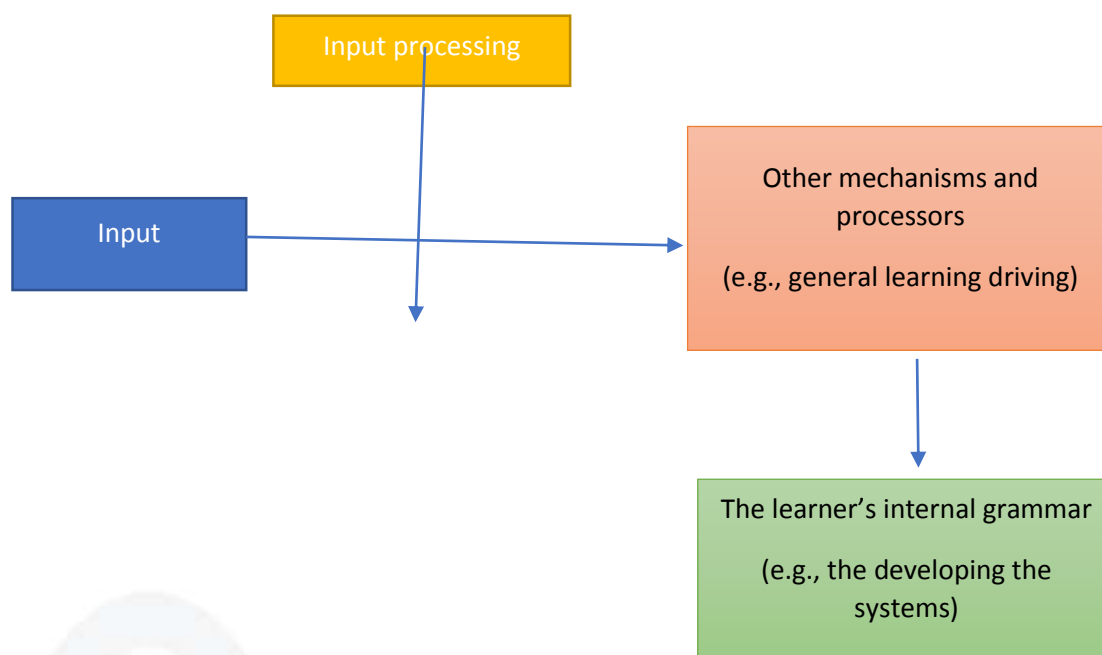 Input processing
Input
Other mechanisms and
processors
(e.g., general learning driving)
The learner’s internal grammar
(e.g., the developing the
systems)